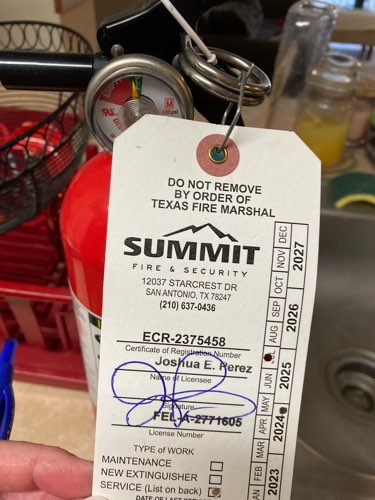 DO NOT REMOVE
BY ORDER OF
TEXAS FIRE MARSHAL
SUMMIT
FIRE & SECURITY
12037 STARCREST DR
SAN ANTONIO, TX 78247
(210) 637-0436
ECR-2375458
Certificate of Registration Number
Joshua E. Perez
Name of Licensee
Signature
FEL-A-2771605
License Number
TYPE OF WORK
MAINTENANCE
NEW EXTINGUISHER
SERVICE (List on back)
JAN FEB MAR APR MAY JUN JUL AUG SEP OCT NOV DEC
2023 2024 2025 2026 2027
UL
M